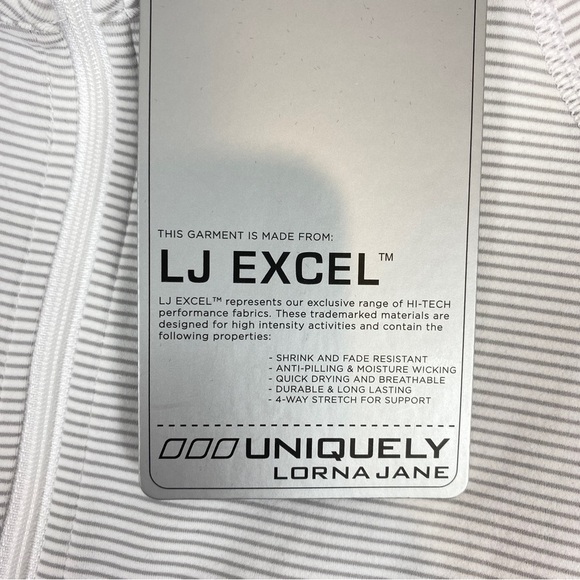 THIS GARMENT IS MADE FROM:
LJ EXCEL™
LJ EXCEL™ represents our exclusive range of HI-TECH
performance fabrics. These trademarked materials are
designed for high intensity activities and contain the
following properties:
- SHRINK AND FADE RESISTANT
- ANTI-PILLING & MOISTURE WICKING
- QUICK DRYING AND BREATHABLE
- DURABLE & LONG LASTING
- 4-WAY STRETCH FOR SUPPORT
UNIQUELY
LORNA JANE